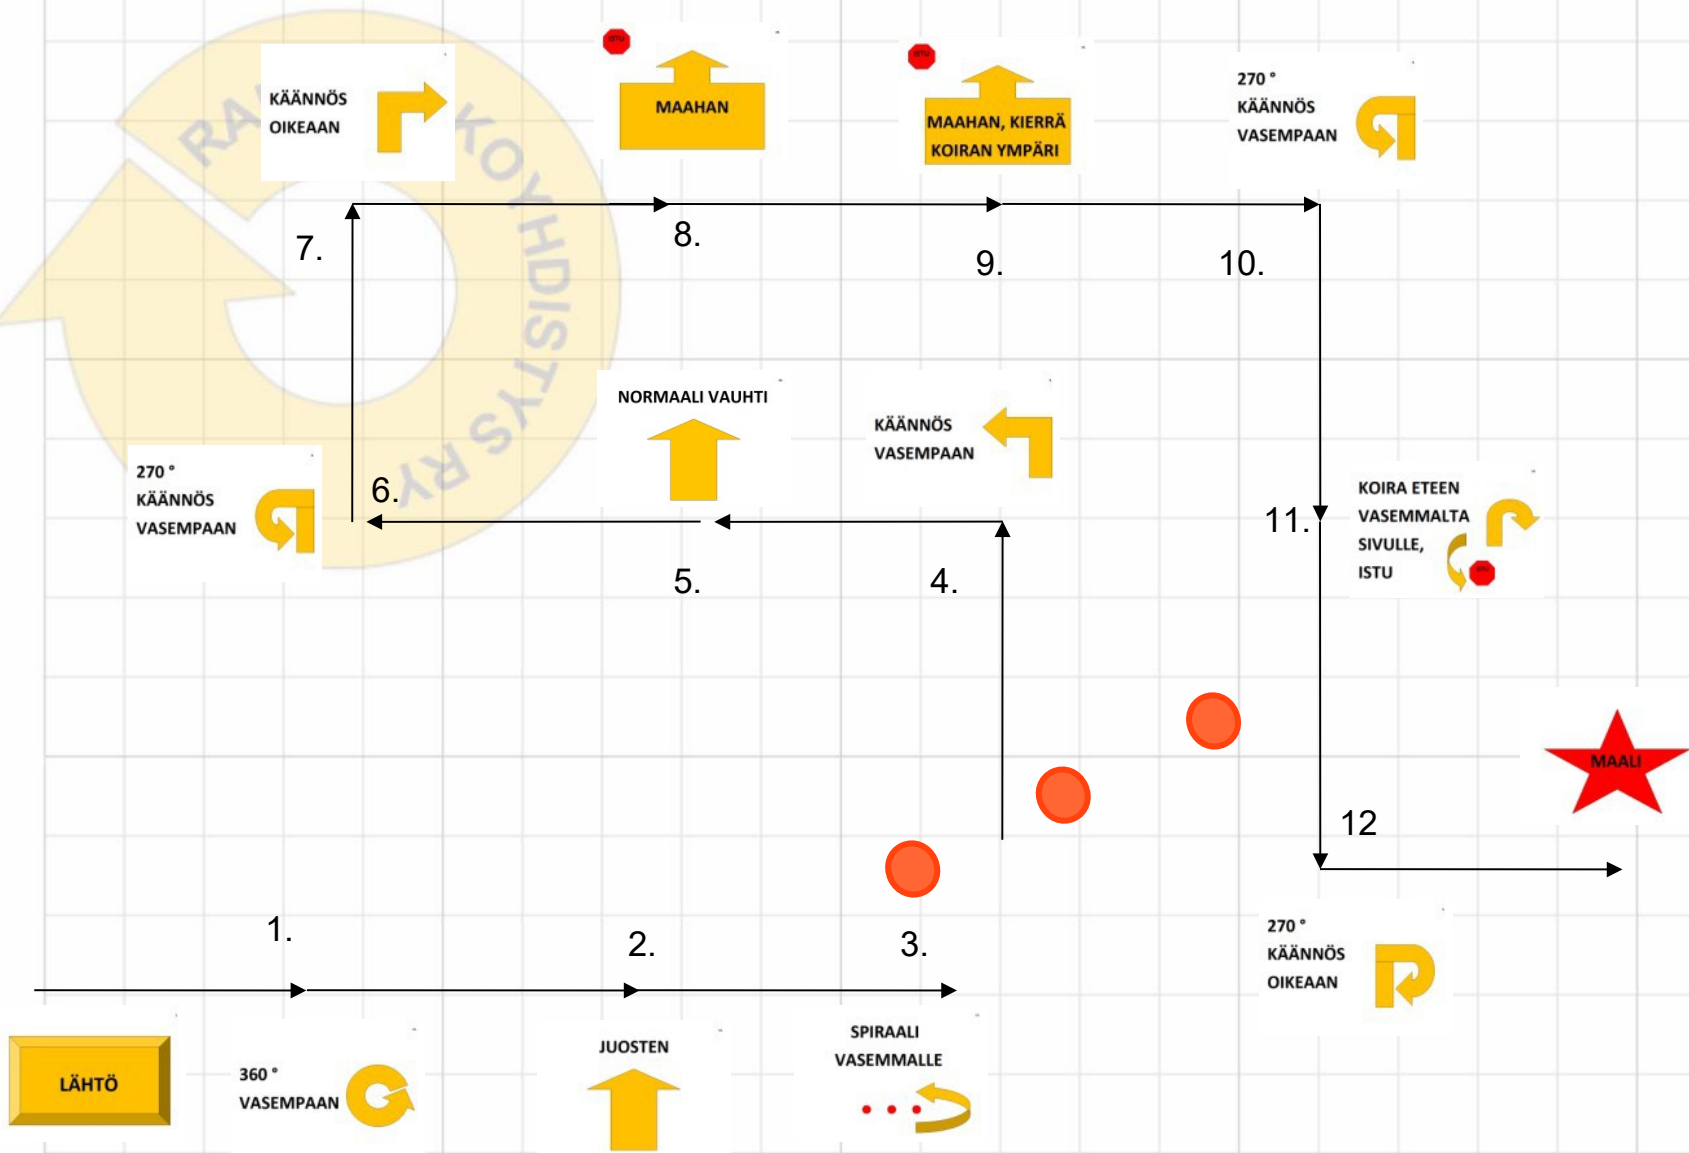 KÄÄNNÖS
OIKEAAN
MAAHAN
MAAHAN, KIERRÄ
KOIRAN YMPÄRI
270 °
KÄÄNNÖS
VASEMPAAN
7.
8.
9.
10.
RALLYTOKOYHDISTYS RY
NORMAALI VAUHTI
KÄÄNNÖS
VASEMPAAN
270 °
KÄÄNNÖS
VASEMPAAN
6.
5.
4.
11.
KOIRA ETEEN
VASEMMALTA
SIVULLE,
ISTU
MAALI
12
1.
2.
3.
270 °
KÄÄNNÖS
OIKEAAN
LÄHTÖ
360 °
VASEMPAAN
JUOSTEN
SPIRAALI
VASEMMALLE